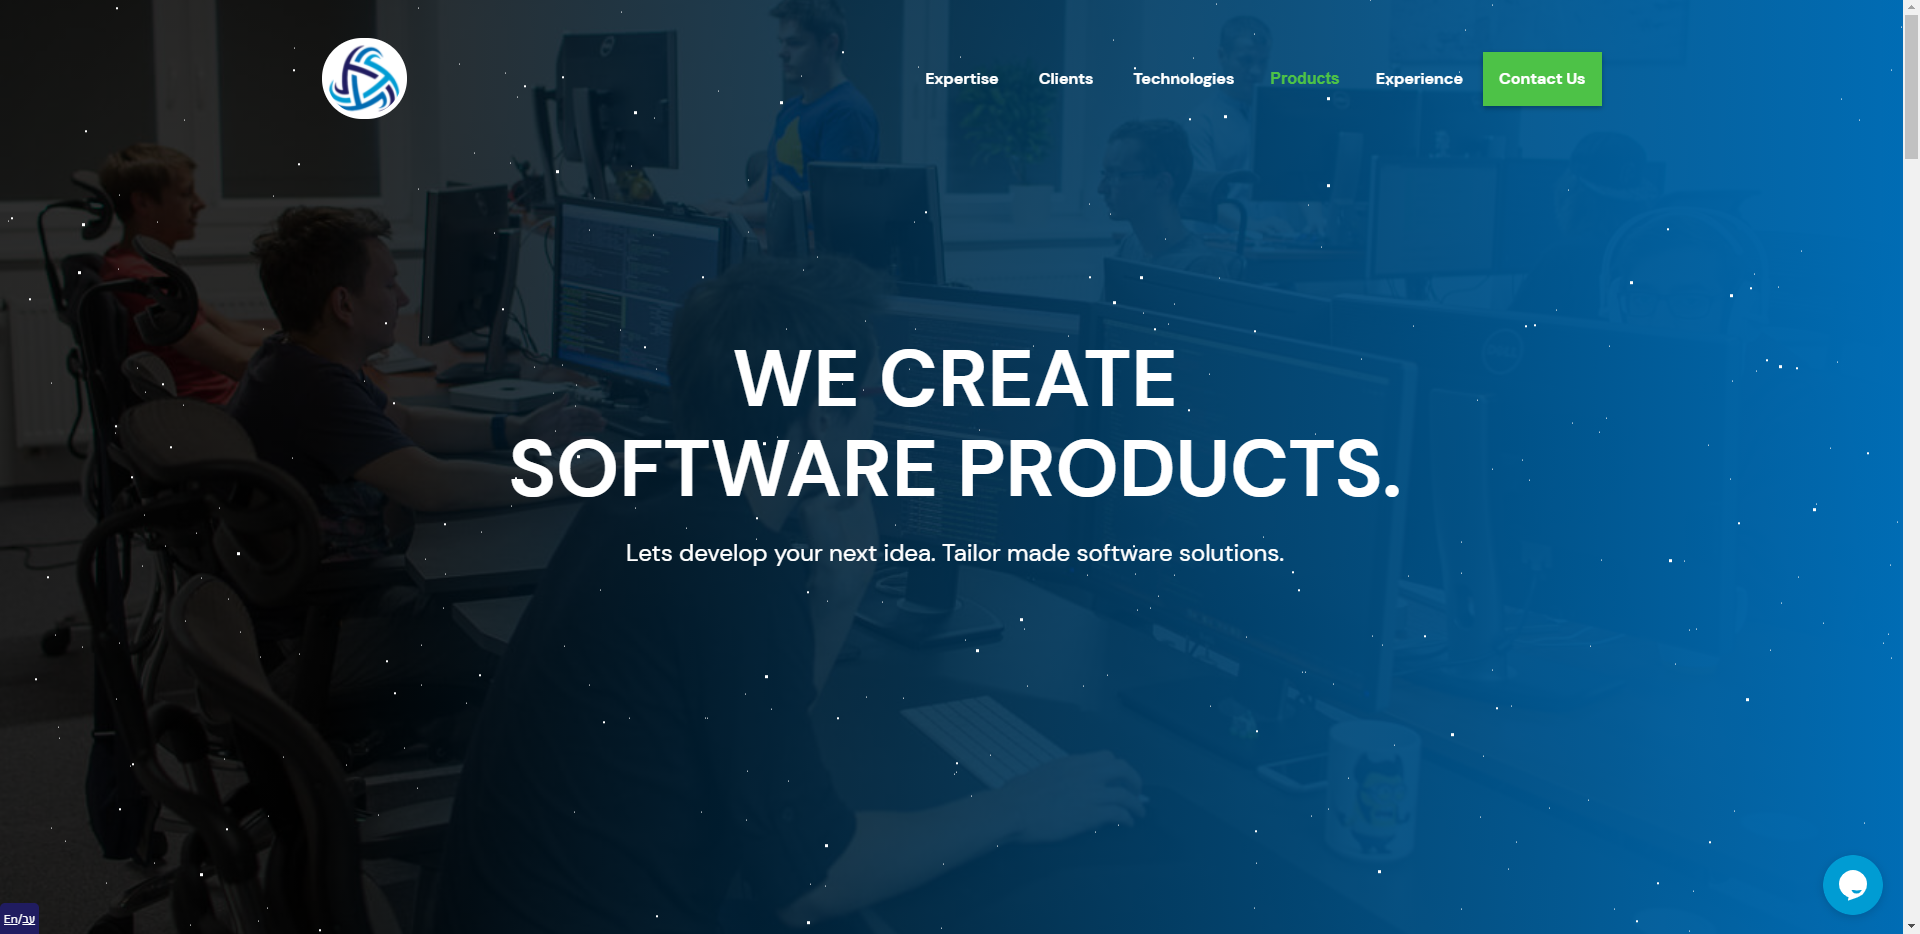 Expertise Clients Technologies Products Experience Contact Us
WE CREATE
SOFTWARE PRODUCTS.
Lets develop your next idea. Tailor made software solutions.
En/עב